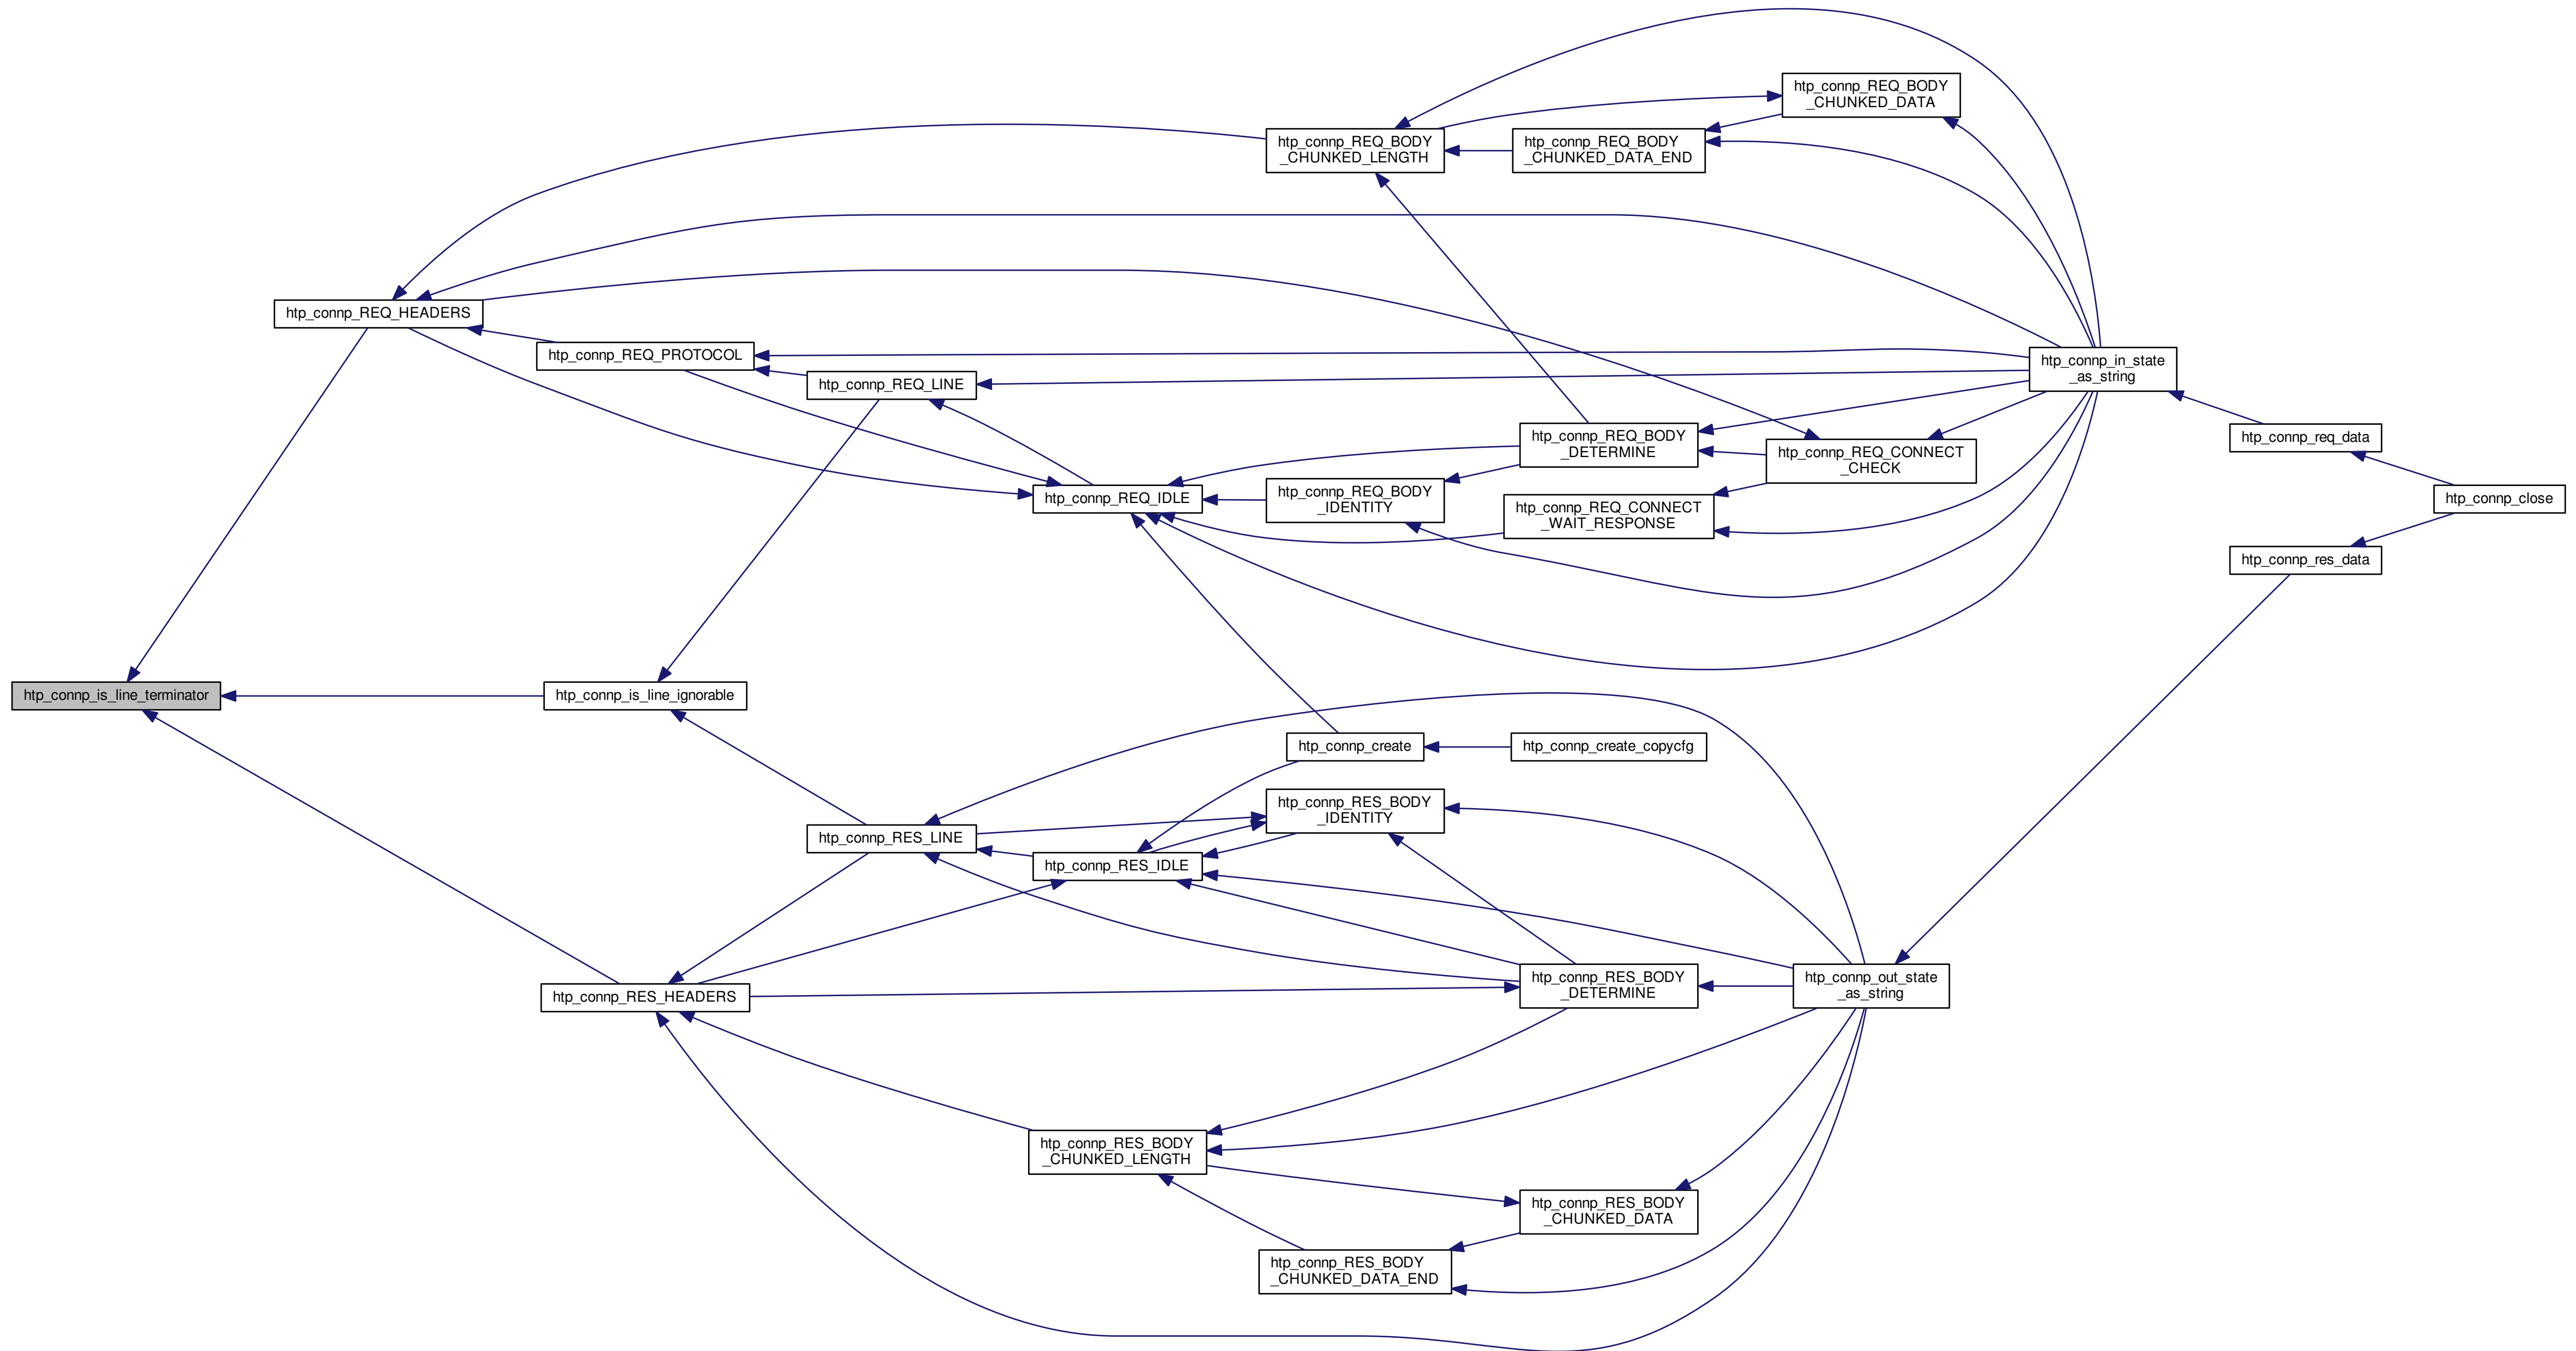 htp_connp_REQ_BODY
_CHUNKED_DATA
htp_connp_REQ_BODY
_CHUNKED_LENGTH
htp_connp_REQ_BODY
_CHUNKED_DATA_END
htp_connp_REQ_HEADERS
htp_connp_REQ_PROTOCOL
htp_connp_in_state
_as_string
htp_connp_REQ_LINE
htp_connp_REQ_BODY
_DETERMINE
htp_connp_req_data
htp_connp_REQ_CONNECT
_CHECK
htp_connp_REQ_IDLE
htp_connp_REQ_BODY
_IDENTITY
htp_connp_REQ_CONNECT
_WAIT_RESPONSE
htp_connp_close
htp_connp_res_data
htp_connp_is_line_terminator
htp_connp_is_line_ignorable
htp_connp_create
htp_connp_create_copycfg
htp_connp_RES_BODY
_IDENTITY
htp_connp_RES_LINE
htp_connp_RES_IDLE
htp_connp_RES_BODY
_DETERMINE
htp_connp_out_state
_as_string
htp_connp_RES_HEADERS
htp_connp_RES_BODY
_CHUNKED_LENGTH
htp_connp_RES_BODY
_CHUNKED_DATA
htp_connp_RES_BODY
_CHUNKED_DATA_END